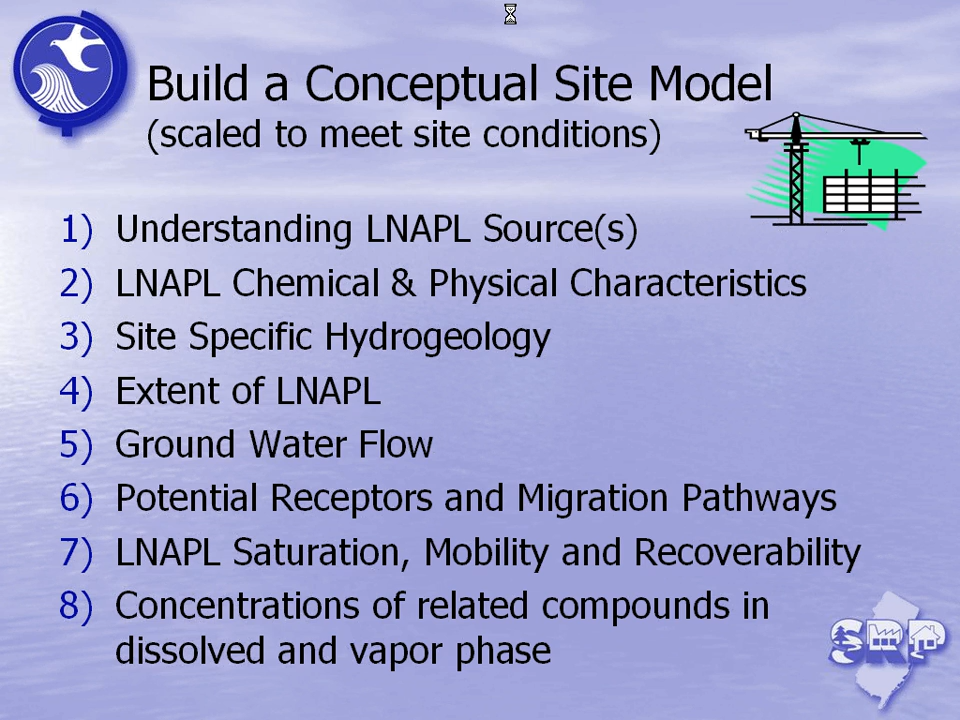 Build a Conceptual Site Model
(scaled to meet site conditions)
1) Understanding LNAPL Source(s)
2) LNAPL Chemical & Physical Characteristics
3) Site Specific Hydrogeology
4) Extent of LNAPL
5) Ground Water Flow
6) Potential Receptors and Migration Pathways
7) LNAPL Saturation, Mobility and Recoverability
8) Concentrations of related compounds in
dissolved and vapor phase
SRP